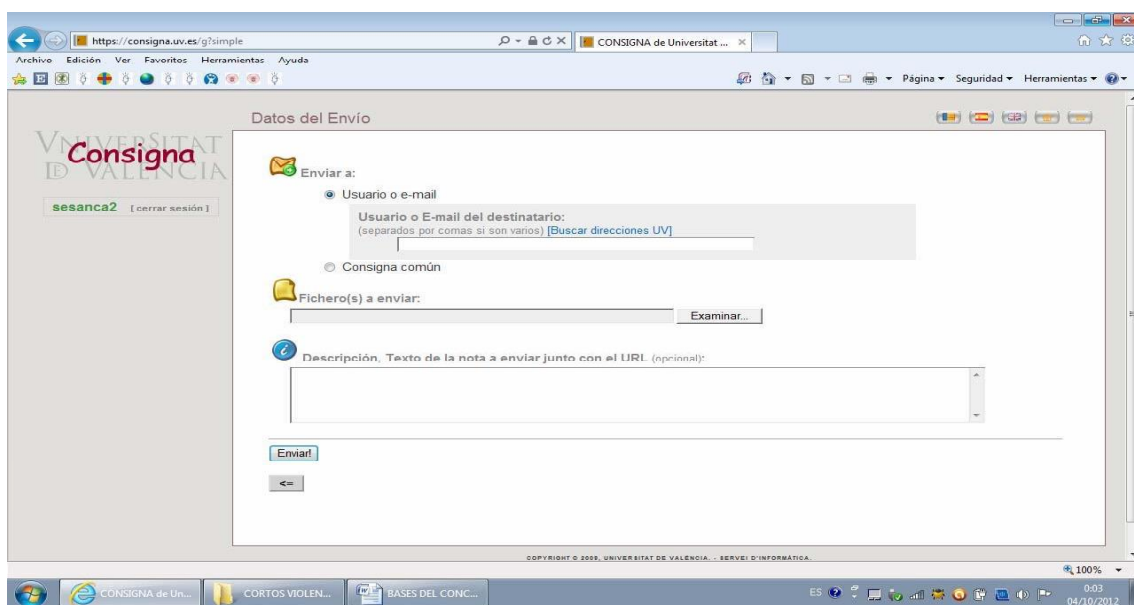 https://consigna.uv.es/g?simple
CONSIGNA de Universitat ...
Archivo Edición Ver Favoritos Herramientas Ayuda
Página Seguridad Herramientas
Datos del Envío
VNIVERSITAT
ID VALÈNCIA
Consigna
sesanca2 [cerrar sesión]
Enviar a:
Usuario o e-mail
Usuario o E-mail del destinatario:
(separados por comas si son varios) [Buscar direcciones UV]
Consigna común
Fichero(s) a enviar:
Examinar...
Descripción, Texto de la nota a enviar junto con el URL (opcional):
Enviar!
<=
COPYRIGHT © 2009, UNIVERSITAT DE VALÈNCIA. - SERVEI D'INFORMÀTICA.
100%
CONSIGNA de Un...
CORTOS VIOLEN...
BASES DEL CONC...
ES
0:03
04/10/2012